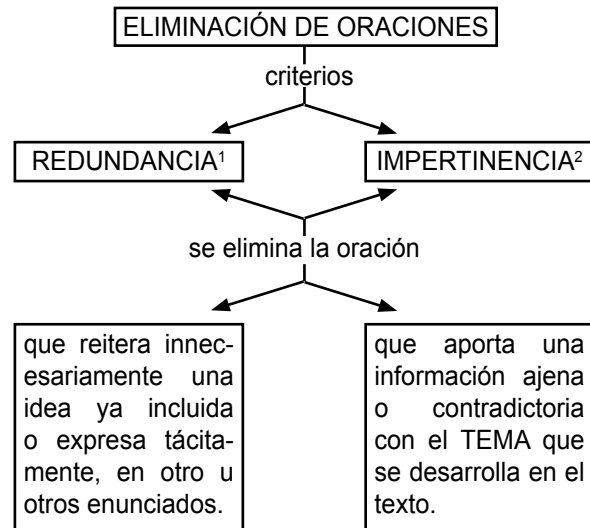 ELIMINACIÓN DE ORACIONES
criterios
REDUNDANCIA¹
IMPERTINENCIA²
se elimina la oración
que reitera innec-
esariamente una
idea ya incluida
o expresa tácita-
mente, en otro u
otros enunciados.
que aporta una
información ajena
o contradictoria
con el TEMA que
se desarrolla en el
texto.